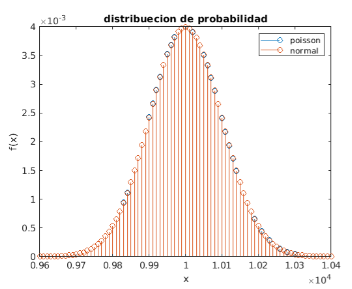 ×10⁻³
distribuecion de probabilidad
poisson
normal
4
3.5
3
2.5
2
1.5
1
0.5
0
f(x)
0.96 0.97 0.98 0.99 1 1.01 1.02 1.03 1.04
x
×10⁴